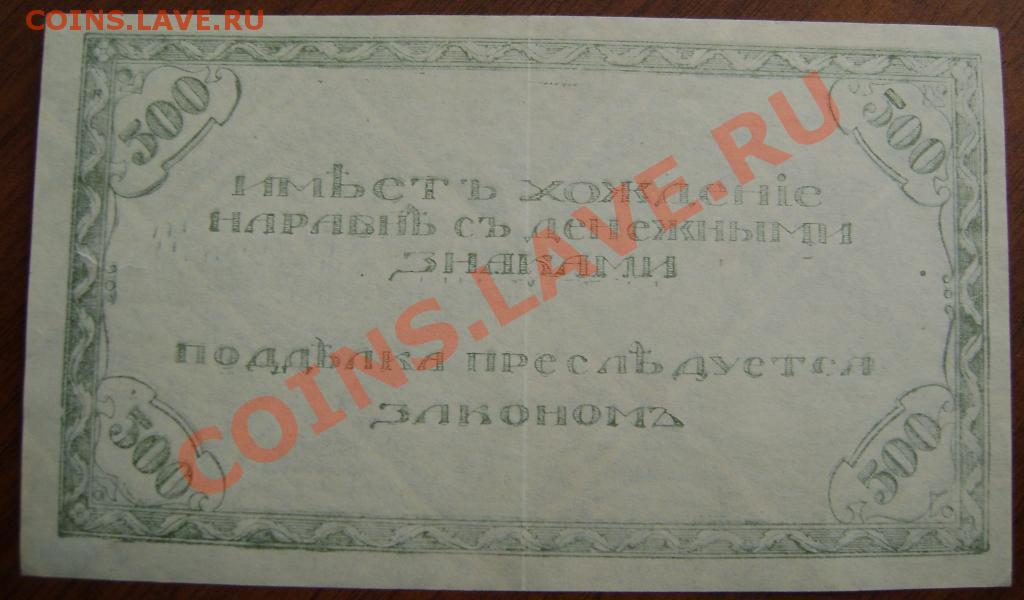 COINS.LAVE.RU
500 500
ИМѢЕТЪ ХОЖДЕНІЕ
НАРАВНѢ СЪ ДЕНЕЖНЫМИ
ЗНАКАМИ
ПОДДѢЛКА ПРЕСЛѢДУЕТСЯ
ЗАКОНОМЪ
500 500
COINS.LAVE.RU